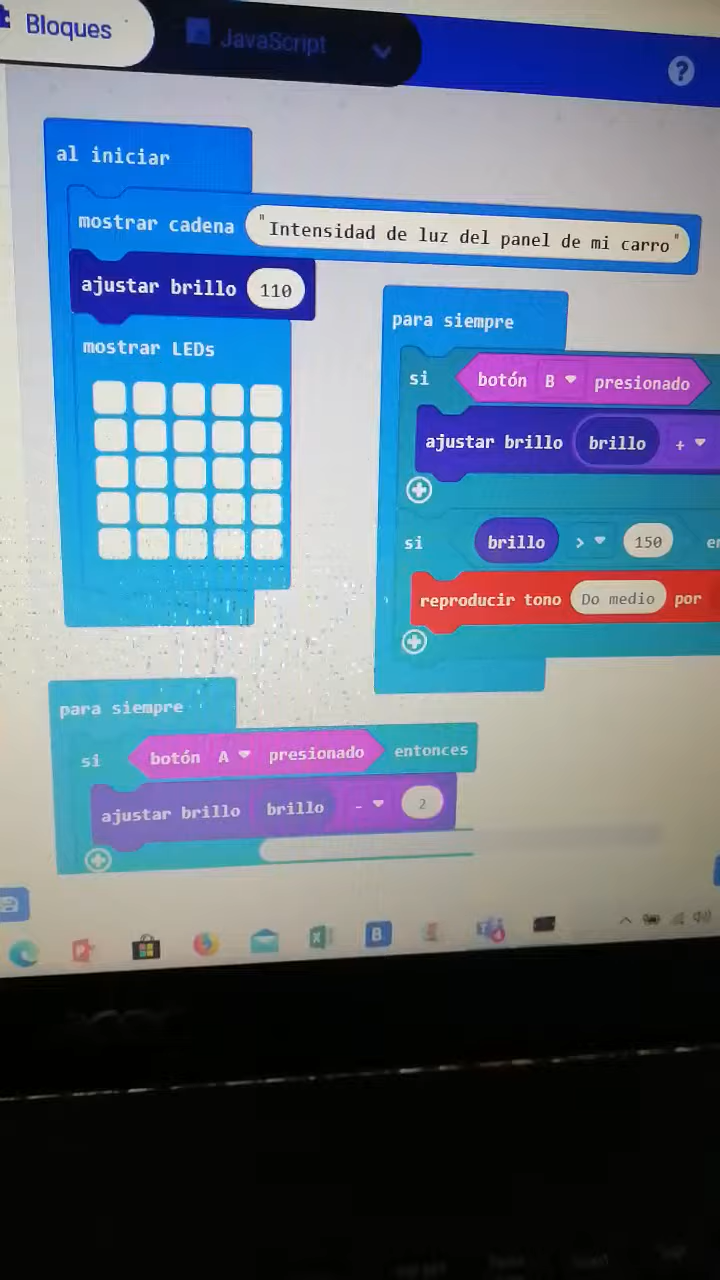 Bloques
JavaScript
?
al iniciar
mostrar cadena "Intensidad de luz del panel de mi carro"
ajustar brillo 110
mostrar LEDs
para siempre
si botón B presionado
ajustar brillo brillo +
si brillo > 150
reproducir tono Do medio por
para siempre
si botón A presionado entonces
ajustar brillo brillo - 2